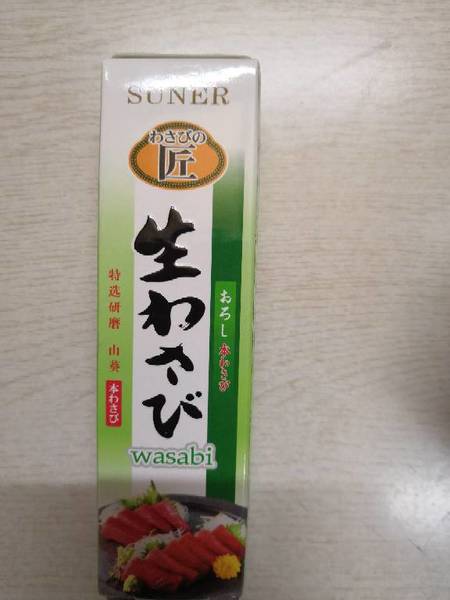 SUNER
わさびの
匠
生わさび
おろし本わさび
特选研磨 山葵
本わさび
wasabi